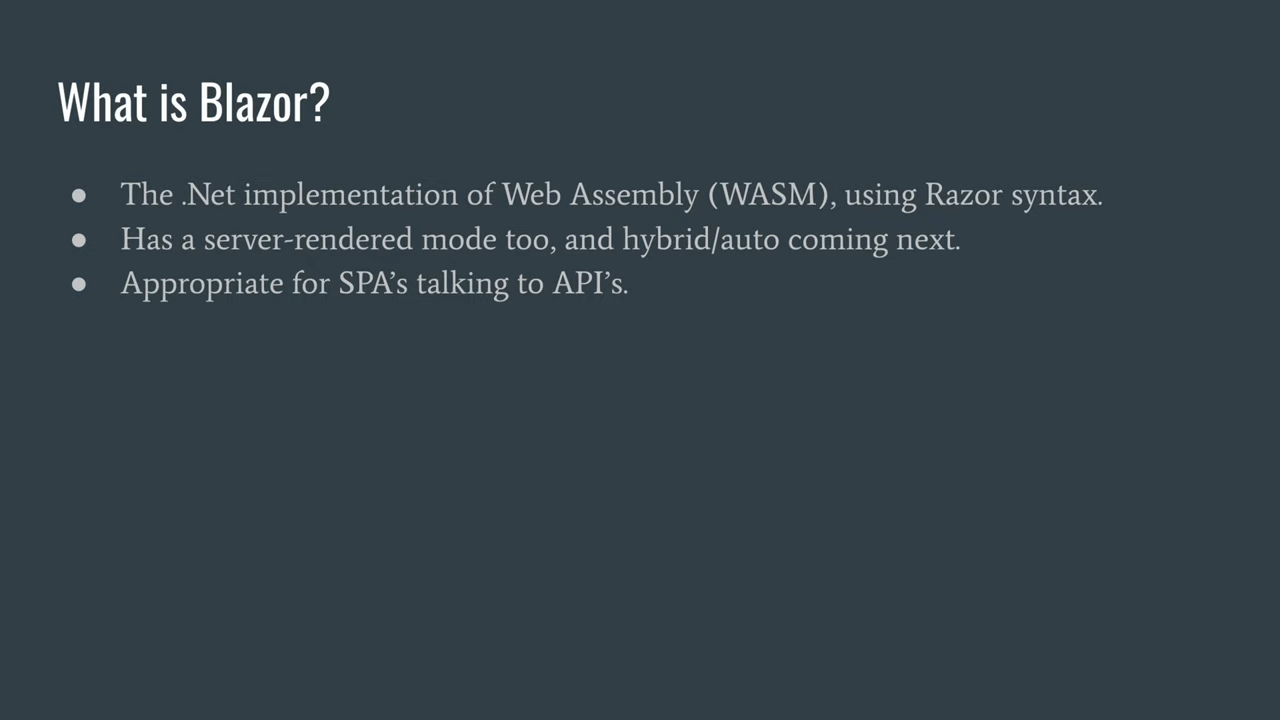 What is Blazor?
● The .Net implementation of Web Assembly (WASM), using Razor syntax.
● Has a server-rendered mode too, and hybrid/auto coming next.
● Appropriate for SPA’s talking to API’s.